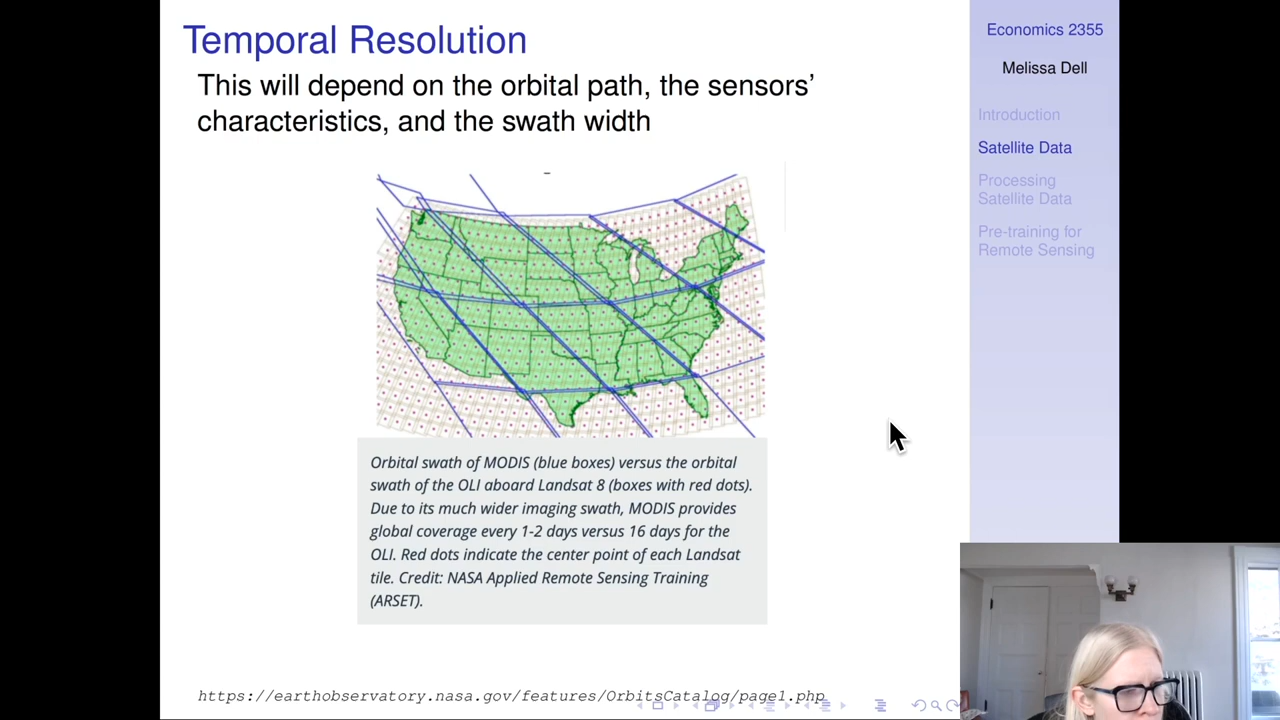 Temporal Resolution
This will depend on the orbital path, the sensors’
characteristics, and the swath width
Orbital swath of MODIS (blue boxes) versus the orbital
swath of the OLI aboard Landsat 8 (boxes with red dots).
Due to its much wider imaging swath, MODIS provides
global coverage every 1-2 days versus 16 days for the
OLI. Red dots indicate the center point of each Landsat
tile. Credit: NASA Applied Remote Sensing Training
(ARSET).
https://earthobservatory.nasa.gov/features/OrbitsCatalog/page1.php
Economics 2355
Melissa Dell
Introduction
Satellite Data
Processing
Satellite Data
Pre-training for
Remote Sensing